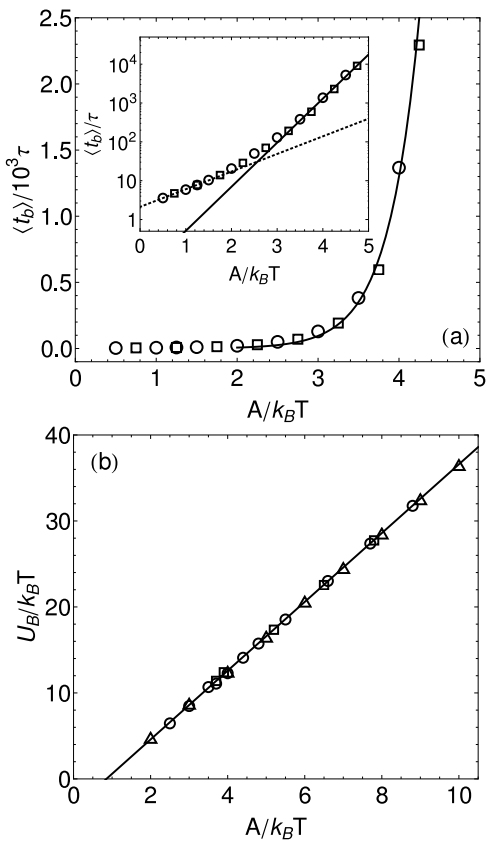 2.5
2.0
1.5
1.0
0.5
0.0
⟨t_b⟩/10³τ
10⁴
10³
10²
10
1
⟨t_b⟩/τ
0 1 2 3 4 5
A/k_BT
(a)
0 1 2 3 4 5
A/k_BT
(b)
40
30
20
10
0
U_B/k_BT
0 2 4 6 8 10
A/k_BT